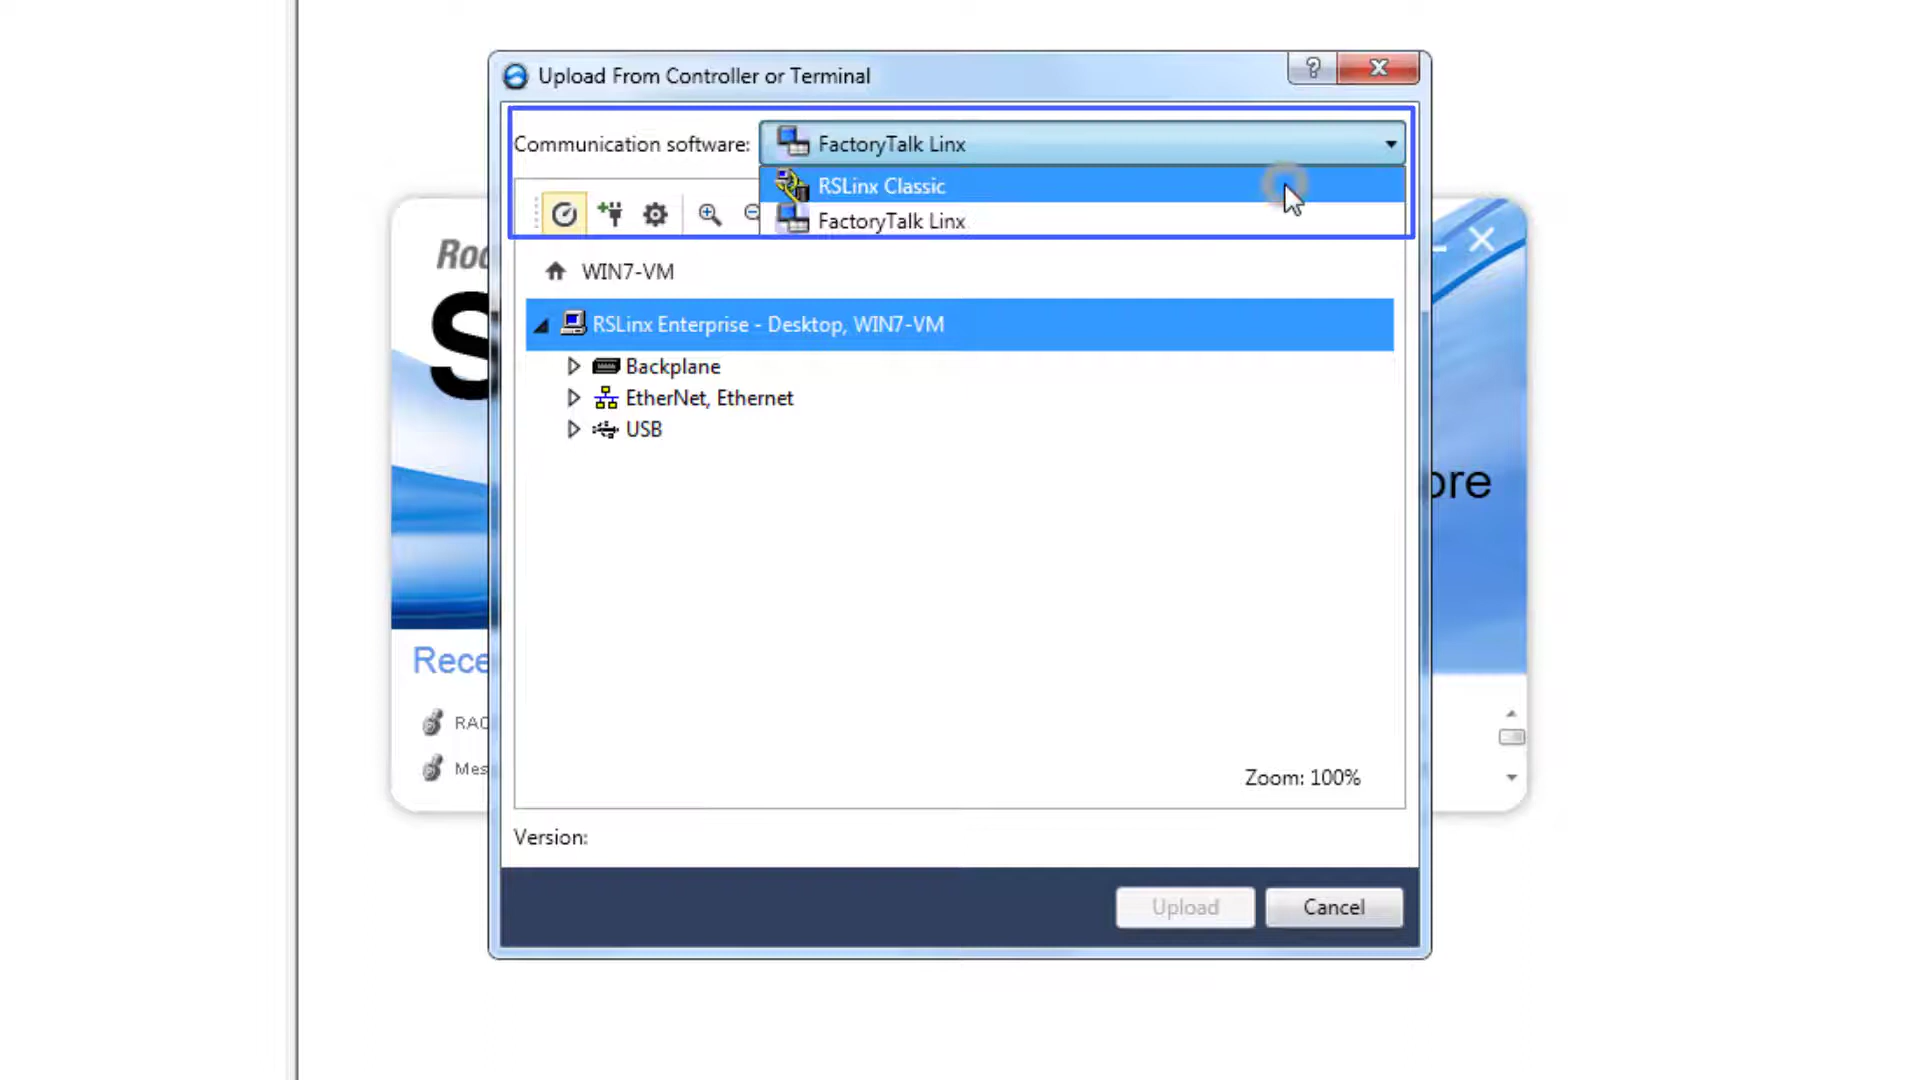 Upload From Controller or Terminal
?
Communication software: FactoryTalk Linx
RSLinx Classic
FactoryTalk Linx
WIN7-VM
RSLinx Enterprise - Desktop, WIN7-VM
Backplane
EtherNet, Ethernet
USB
Zoom: 100%
Version:
Upload
Cancel
Roc
S
ore
Rece
RAC
Mes